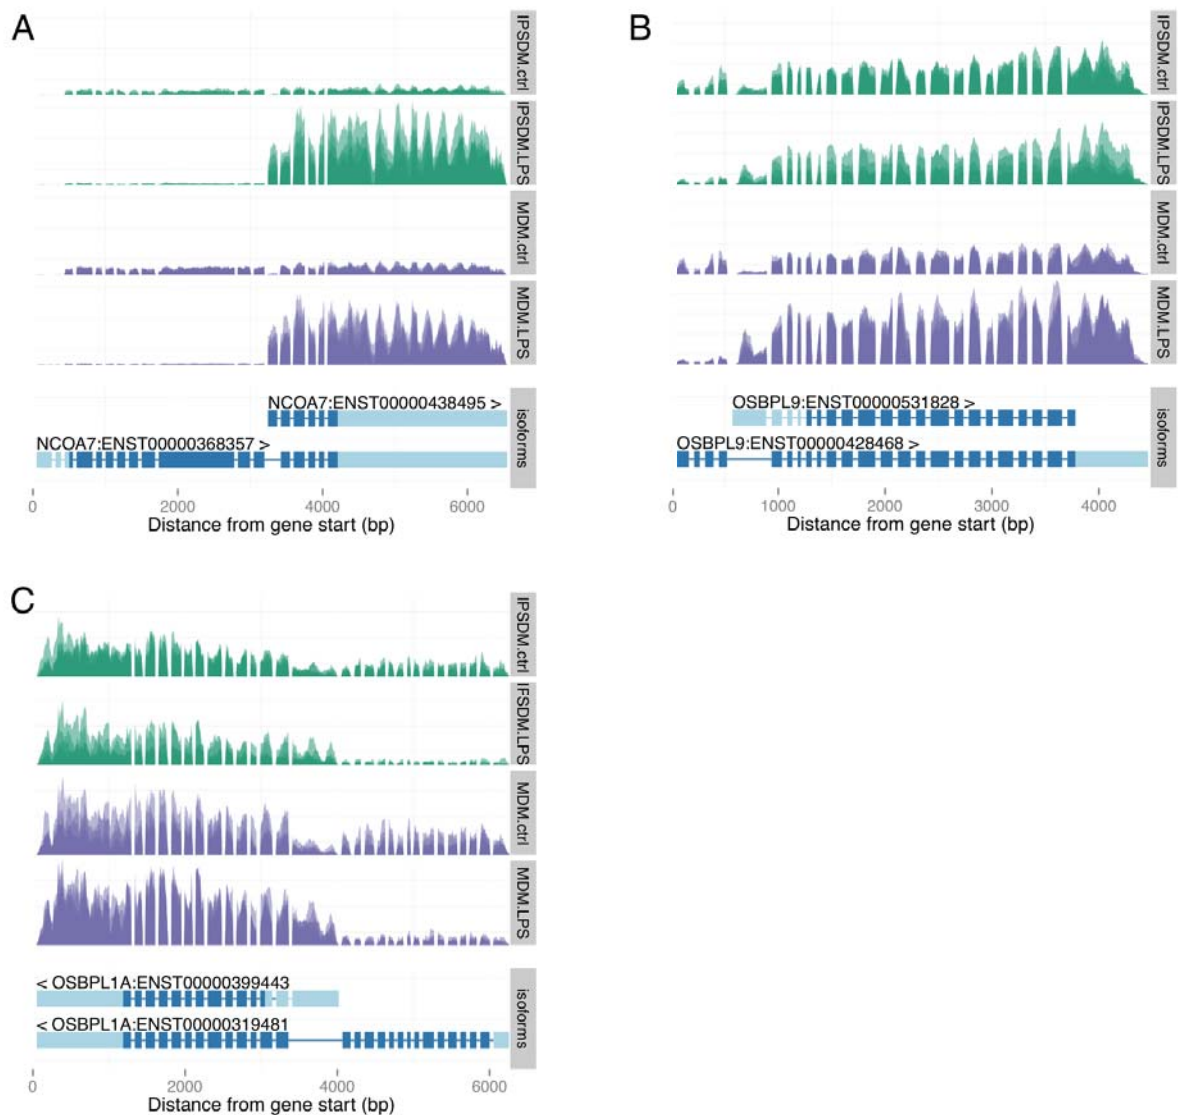 A
IPSDM.ctrl
IPSDM.LPS
MDM.ctrl
MDM.LPS
isoforms
NCOA7:ENST00000438495 >
NCOA7:ENST00000368357 >
0 2000 4000 6000
Distance from gene start (bp)
B
IPSDM.ctrl
IPSDM.LPS
MDM.ctrl
MDM.LPS
isoforms
OSBPL9:ENST00000531828 >
OSBPL9:ENST00000428468 >
0 1000 2000 3000 4000
Distance from gene start (bp)
C
IPSDM.ctrl
IFSDM.LPS
MDM.ctrl
MDM.LPS
isoforms
< OSBPL1A:ENST00000399443
< OSBPL1A:ENST00000319481
0 2000 4000 6000
Distance from gene start (bp)